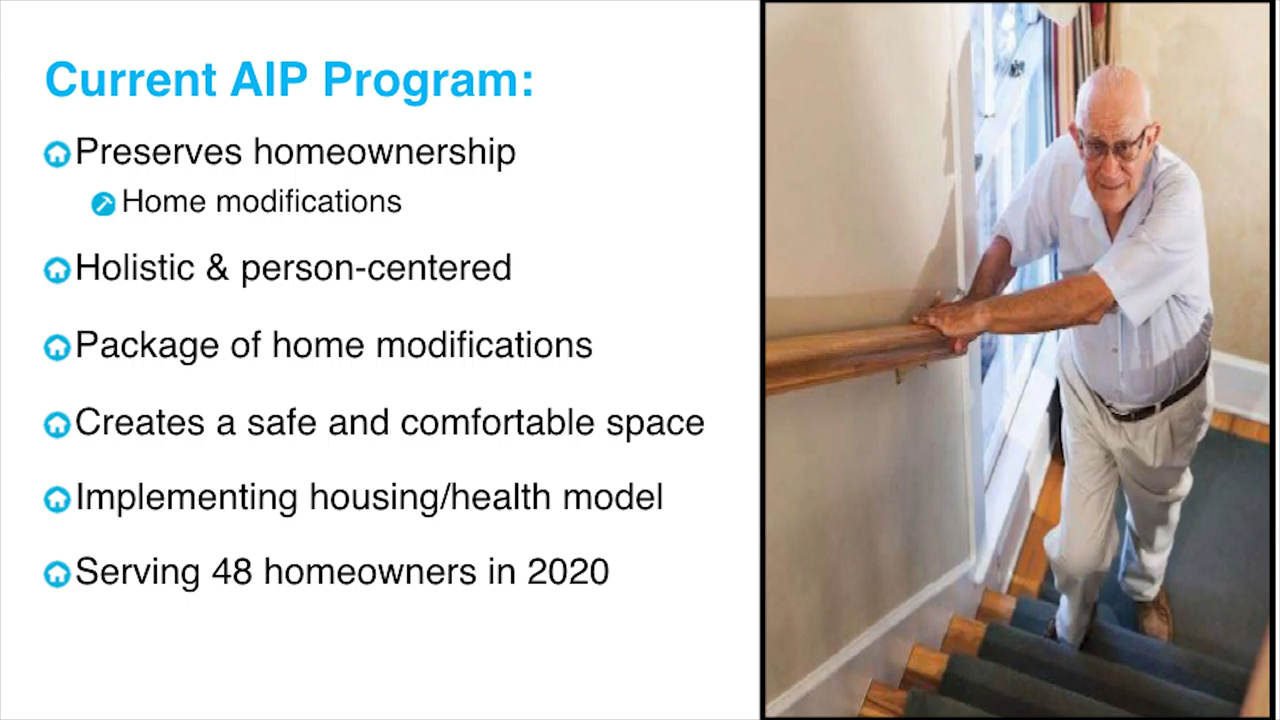 Current AIP Program:
Preserves homeownership
Home modifications
Holistic & person-centered
Package of home modifications
Creates a safe and comfortable space
Implementing housing/health model
Serving 48 homeowners in 2020